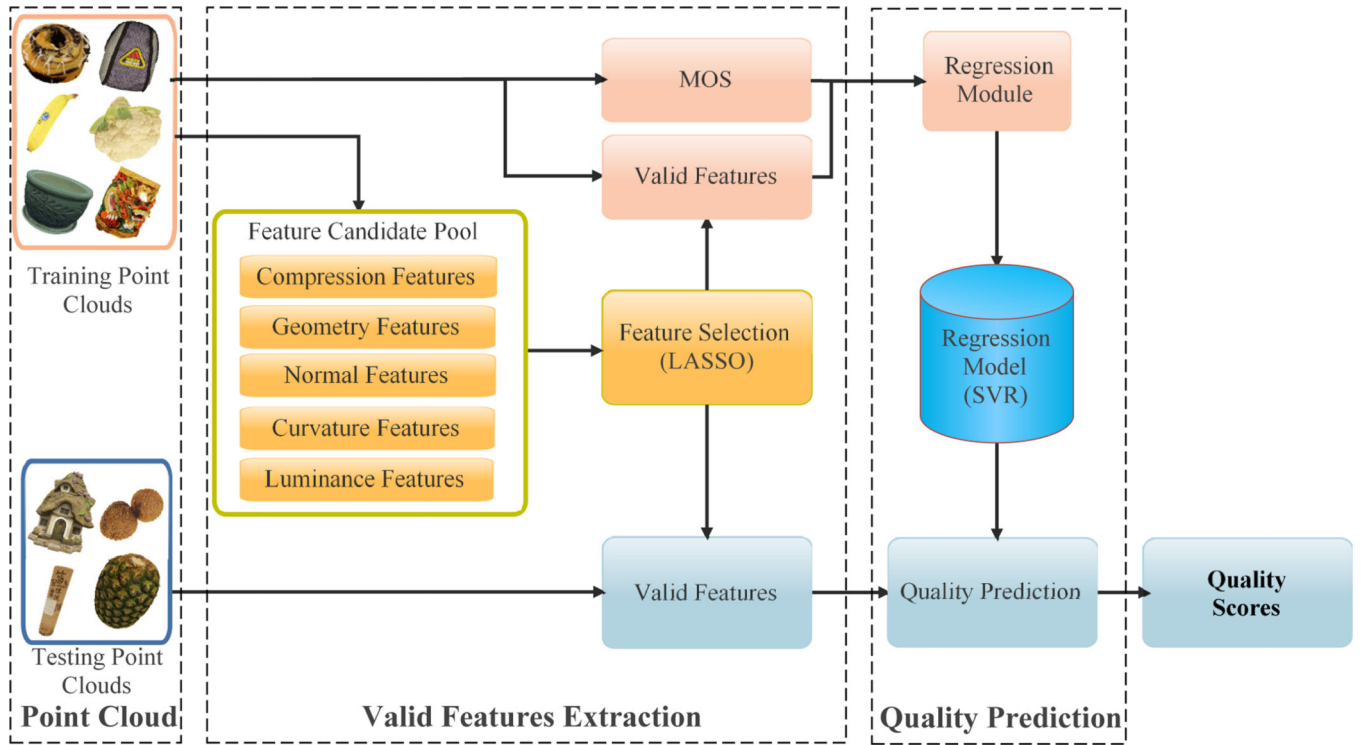 MOS
Regression
Module
Valid Features
Feature Candidate Pool
Compression Features
Geometry Features
Normal Features
Curvature Features
Luminance Features
Training Point
Clouds
Feature Selection
(LASSO)
Regression
Model
(SVR)
Testing Point
Clouds
Valid Features
Quality Prediction
Quality
Scores
Point Cloud
Valid Features Extraction
Quality Prediction